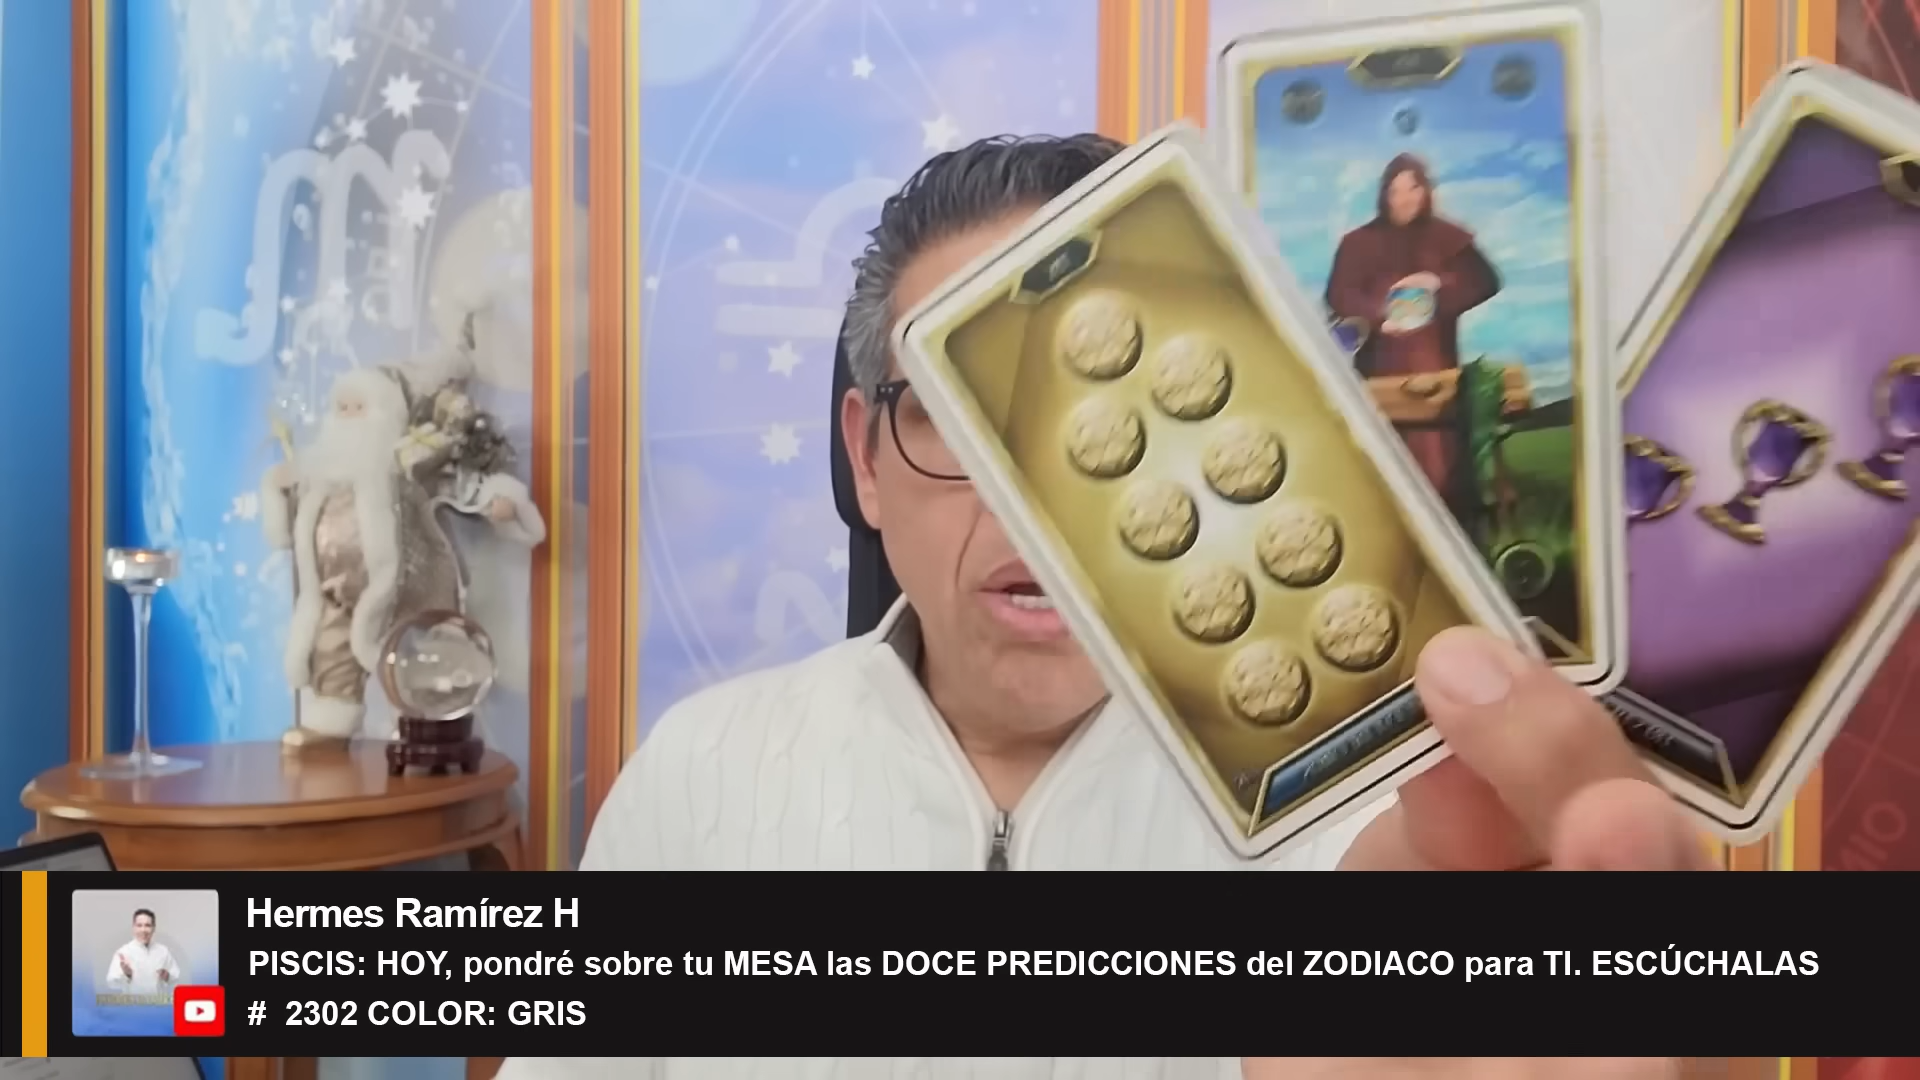 Hermes Ramírez H
PISCIS: HOY, pondré sobre tu MESA las DOCE PREDICCIONES del ZODIACO para TI. ESCÚCHALAS
# 2302 COLOR: GRIS